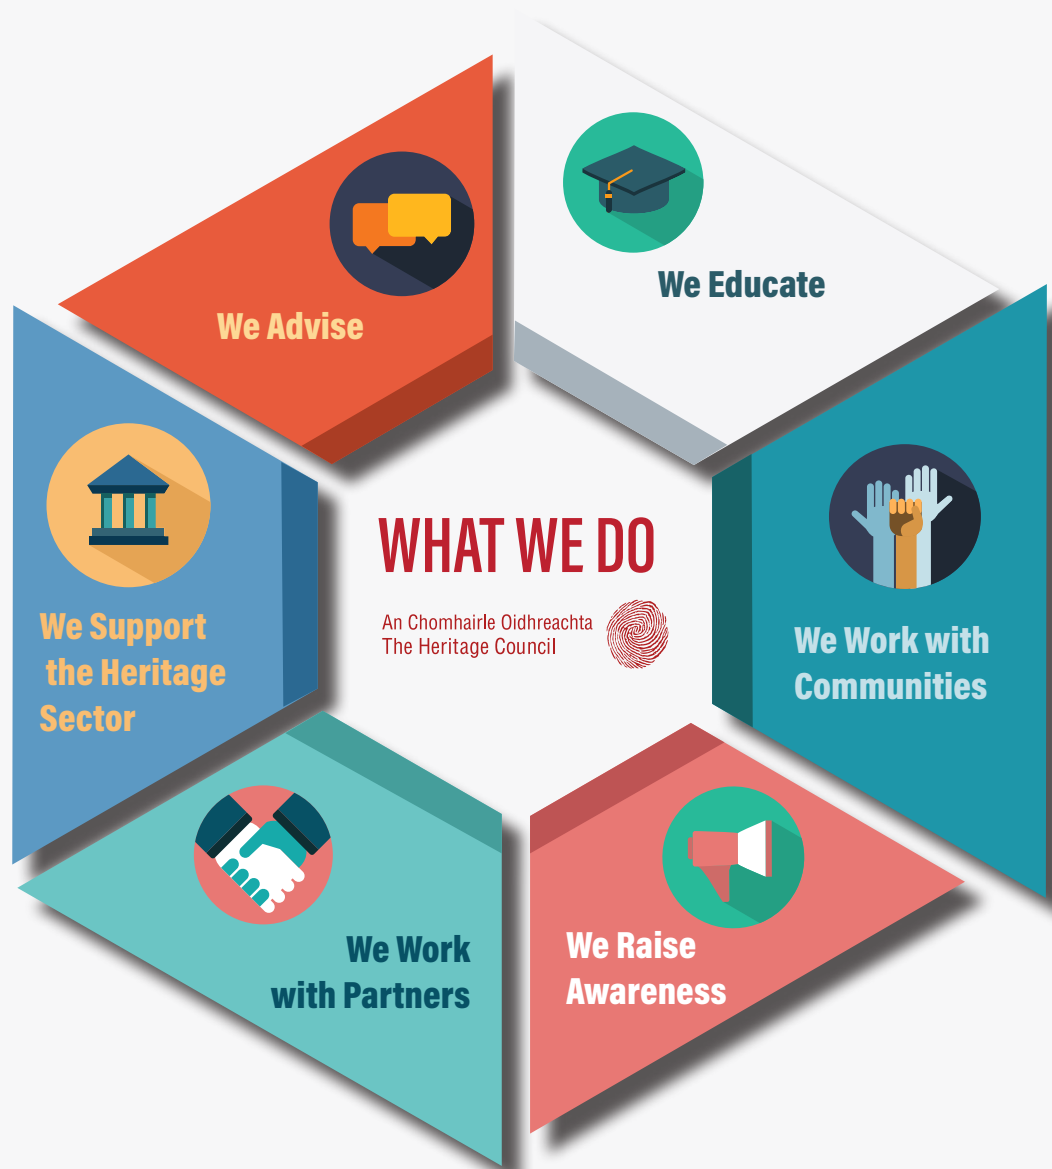 We Advise
We Educate
We Support
the Heritage
Sector
WHAT WE DO
An Chomhairle Oidhreachta
The Heritage Council
We Work with
Communities
We Work
with Partners
We Raise
Awareness